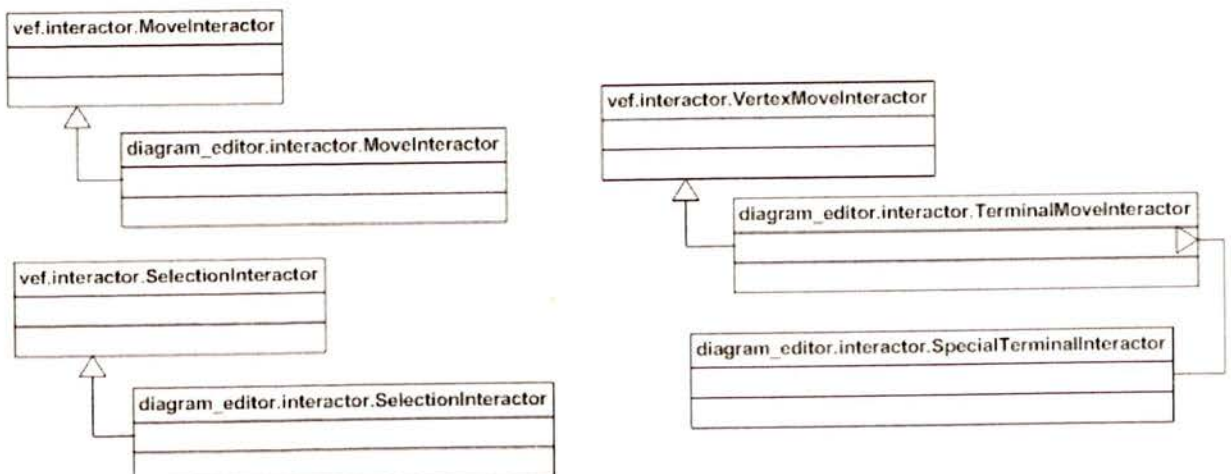 vef.interactor.MoveInteractor
diagram_editor.interactor.MoveInteractor
vef.interactor.SelectionInteractor
diagram_editor.interactor.SelectionInteractor
vef.interactor.VertexMoveInteractor
diagram_editor.interactor.TerminalMoveInteractor
diagram_editor.interactor.SpecialTerminalInteractor